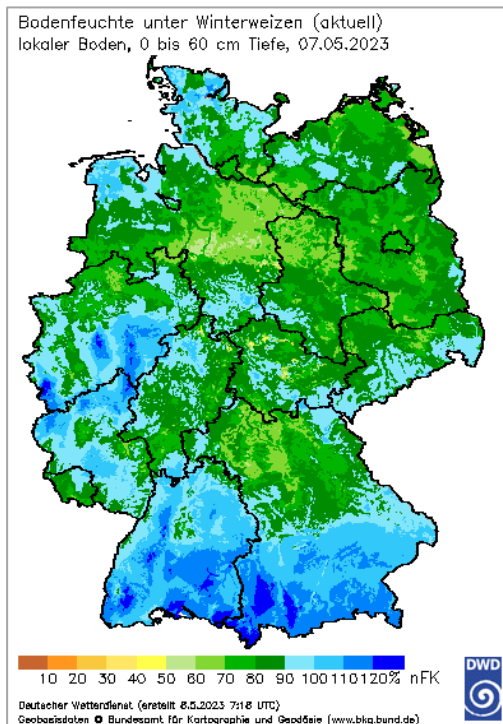 Bodenfeuchte unter Winterweizen (aktuell)
lokaler Boden, 0 bis 60 cm Tiefe, 07.05.2023
10 20 30 40 50 60 70 80 90 100 110 120% nFK
DWD
Deutscher Wetterdienst (erstellt 8.5.2023 7:18 UTC)
Geobasisdaten © Bundesamt für Kartographie und Geodäsie (www.bkg.bund.de)